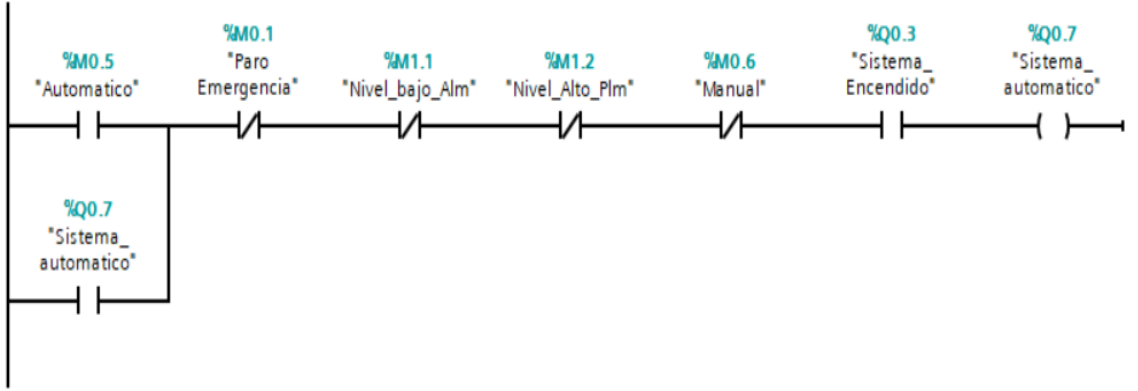 %M0.5
"Automatico"
%M0.1
"Paro
Emergencia"
%M1.1
"Nivel_bajo_Alm"
%M1.2
"Nivel_Alto_Plm"
%M0.6
"Manual"
%Q0.3
"Sistema_
Encendido"
%Q0.7
"Sistema_
automatico"
%Q0.7
"Sistema_
automatico"